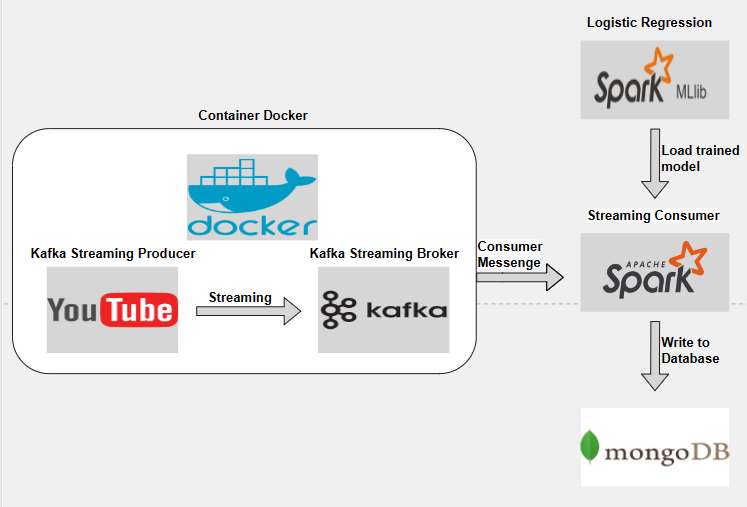 Logistic Regression
Spark MLlib
Container Docker
Load trained
model
docker
Streaming Consumer
Kafka Streaming Producer
Kafka Streaming Broker
Consumer
Messenge
APACHE
Spark
YouTube
Streaming
kafka
Write to
Database
mongoDB